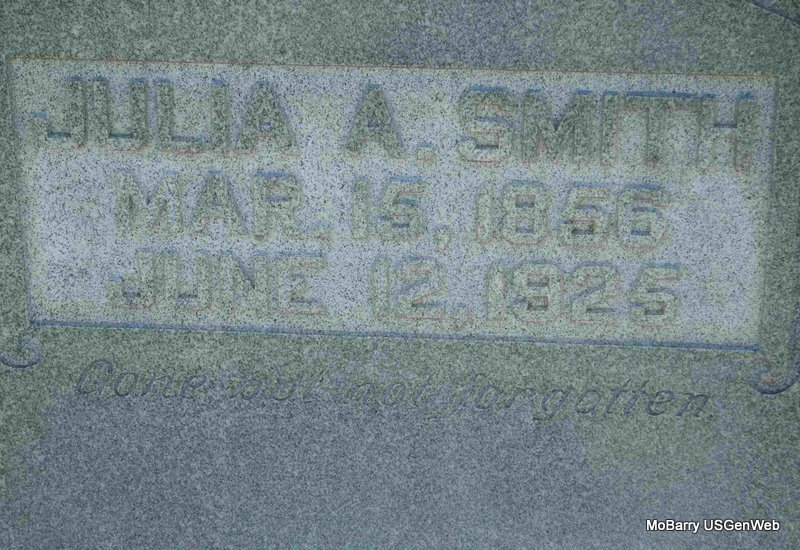 JULIA A. SMITH
MAR. 15, 1856
JUNE 12, 1925
Gone but not forgotten.
MoBarry USGenWeb